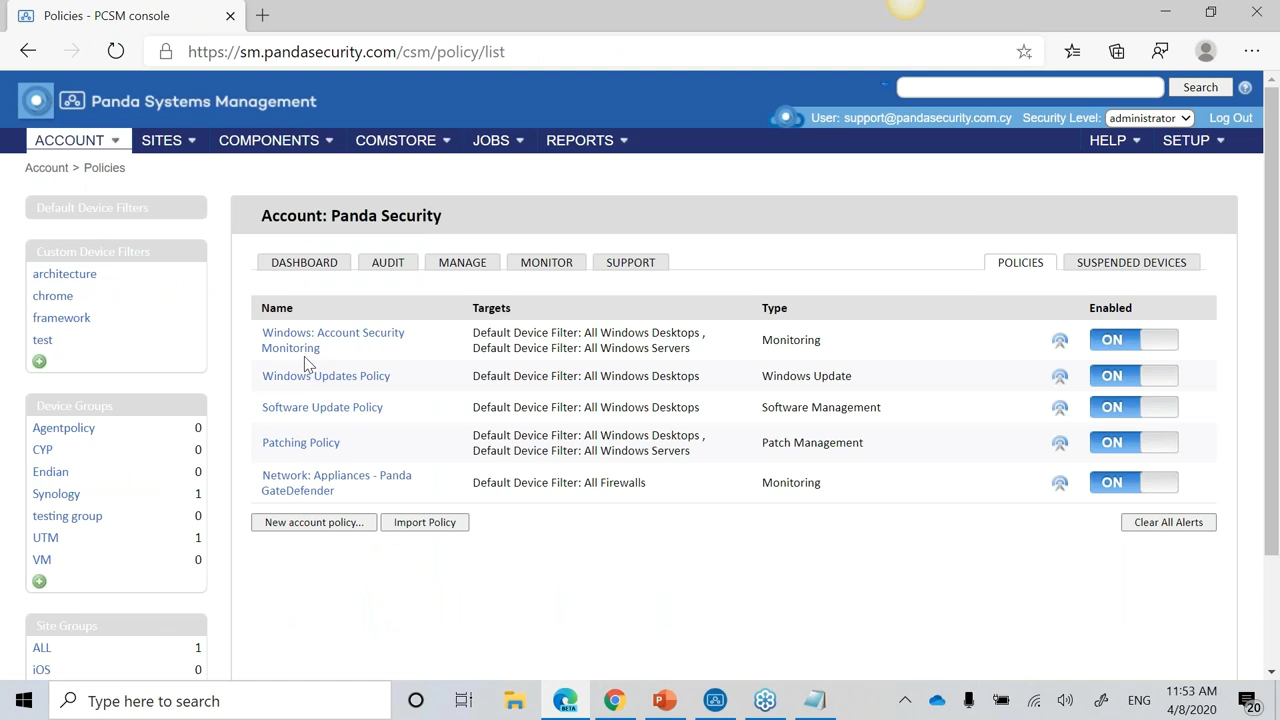 Policies - PCSM console
https://sm.pandasecurity.com/csm/policy/list
Panda Systems Management
Search
User: support@pandasecurity.com.cy Security Level: administrator Log Out
ACCOUNT SITES COMPONENTS COMSTORE JOBS REPORTS HELP SETUP
Account > Policies
Default Device Filters
Custom Device Filters
architecture
chrome
framework
test
Device Groups
Agentpolicy 0
CYP 0
Endian 0
Synology 1
testing group 0
UTM 1
VM 0
Site Groups
ALL 1
iOS 0
Account: Panda Security
DASHBOARD AUDIT MANAGE MONITOR SUPPORT POLICIES SUSPENDED DEVICES
Name Targets Type Enabled
Windows: Account Security Default Device Filter: All Windows Desktops ,
Monitoring Default Device Filter: All Windows Servers Monitoring ON
Windows Updates Policy Default Device Filter: All Windows Desktops Windows Update ON
Software Update Policy Default Device Filter: All Windows Desktops Software Management ON
Patching Policy Default Device Filter: All Windows Desktops , Patch Management ON
Default Device Filter: All Windows Servers
Network: Appliances - Panda Default Device Filter: All Firewalls Monitoring ON
GateDefender
New account policy... Import Policy Clear All Alerts
Type here to search
BETA
ENG
11:53 AM
4/8/2020
20